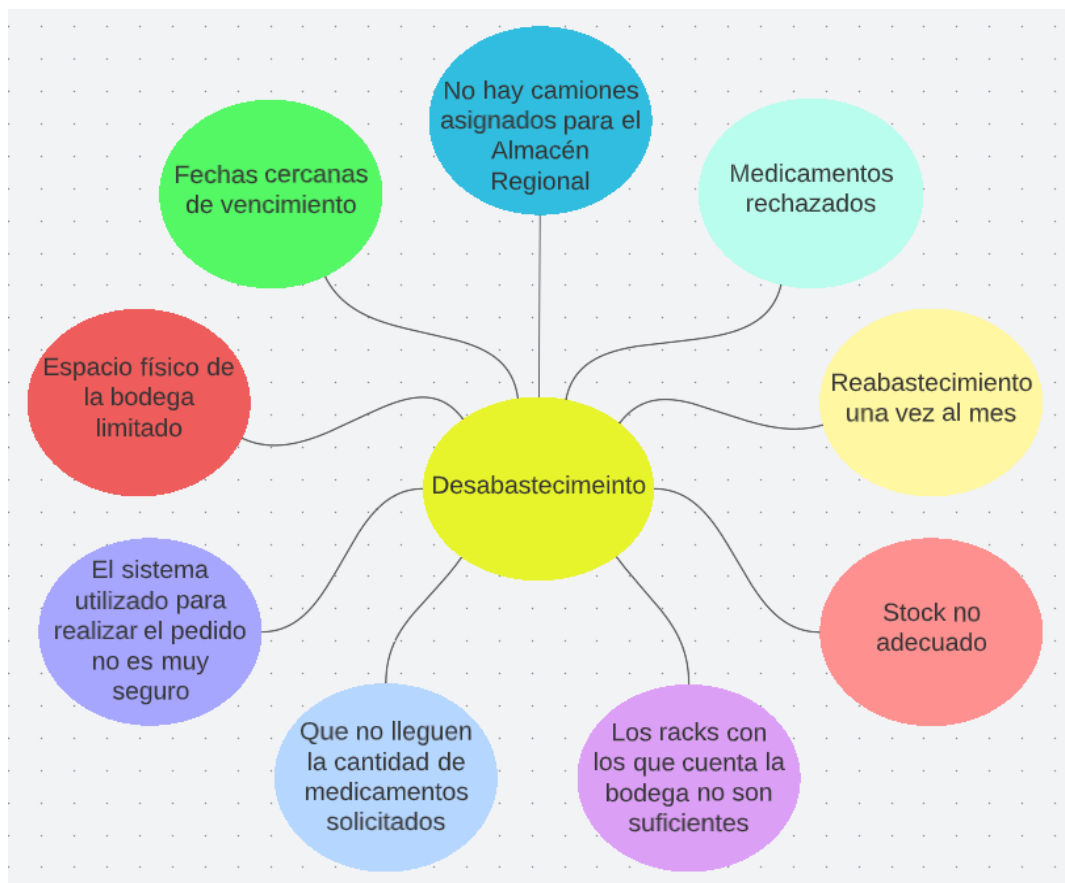 No hay camiones
asignados para el
Almacén
Regional
Fechas cercanas
de vencimiento
Medicamentos
rechazados
Espacio físico de
la bodega
limitado
Reabastecimiento
una vez al mes
Desabastecimeinto
El sistema
utilizado para
realizar el pedido
no es muy
seguro
Stock no
adecuado
Que no lleguen
la cantidad de
medicamentos
solicitados
Los racks con
los que cuenta la
bodega no son
suficientes